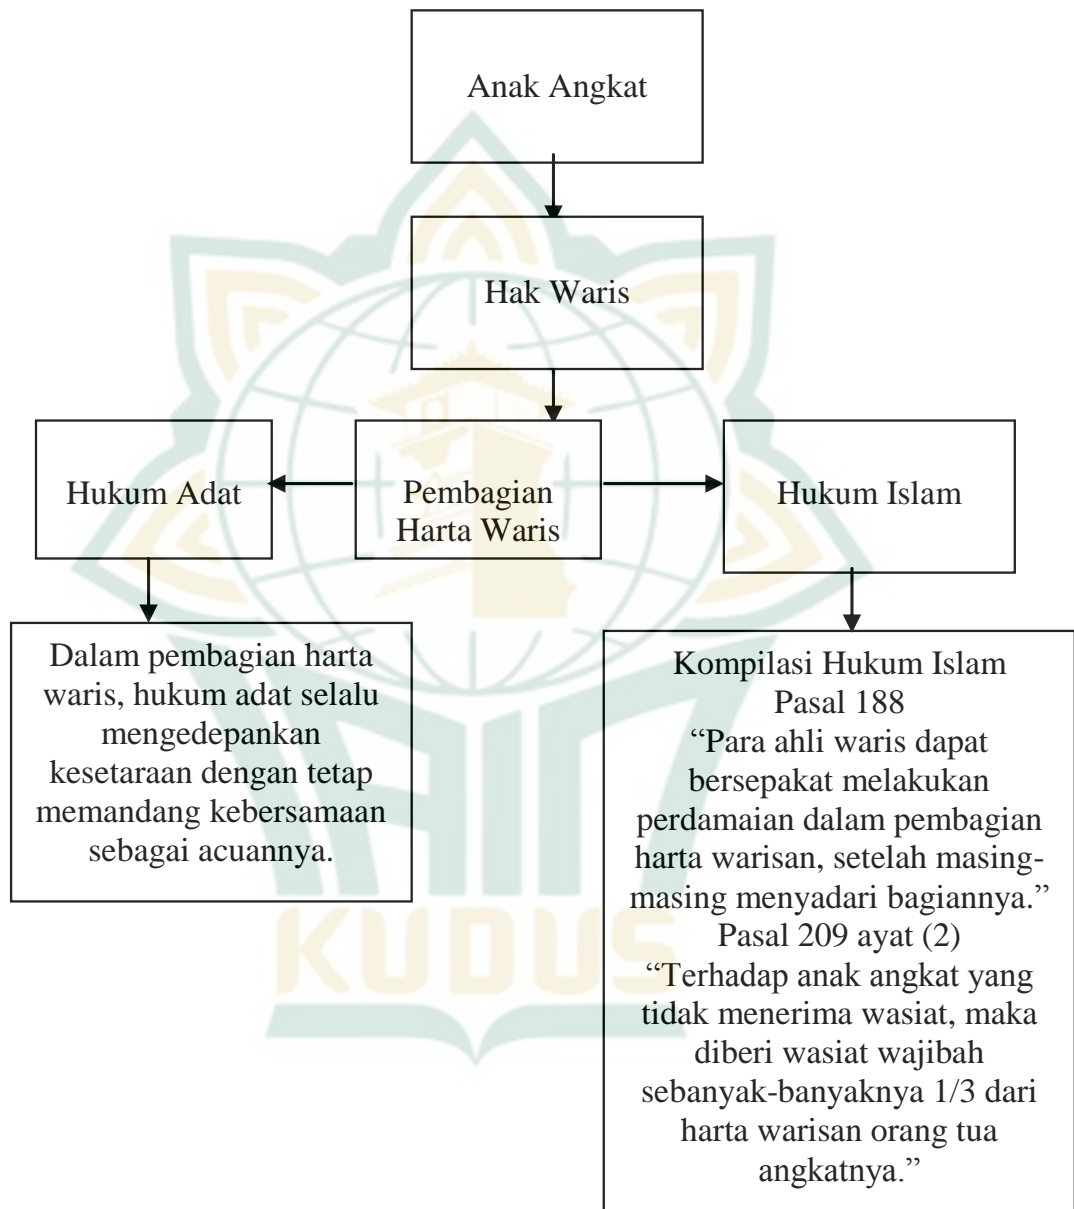 Anak Angkat
Hak Waris
Hukum Adat
Pembagian
Harta Waris
Hukum Islam
Dalam pembagian harta
waris, hukum adat selalu
mengedepankan
kesetaraan dengan tetap
memandang kebersamaan
sebagai acuannya.
Kompilasi Hukum Islam
Pasal 188
“Para ahli waris dapat
bersepakat melakukan
perdamaian dalam pembagian
harta warisan, setelah masing-
masing menyadari bagiannya.”
Pasal 209 ayat (2)
“Terhadap anak angkat yang
tidak menerima wasiat, maka
diberi wasiat wajibah
sebanyak-banyaknya 1/3 dari
harta warisan orang tua
angkatnya.”
IAIN
KUDUS